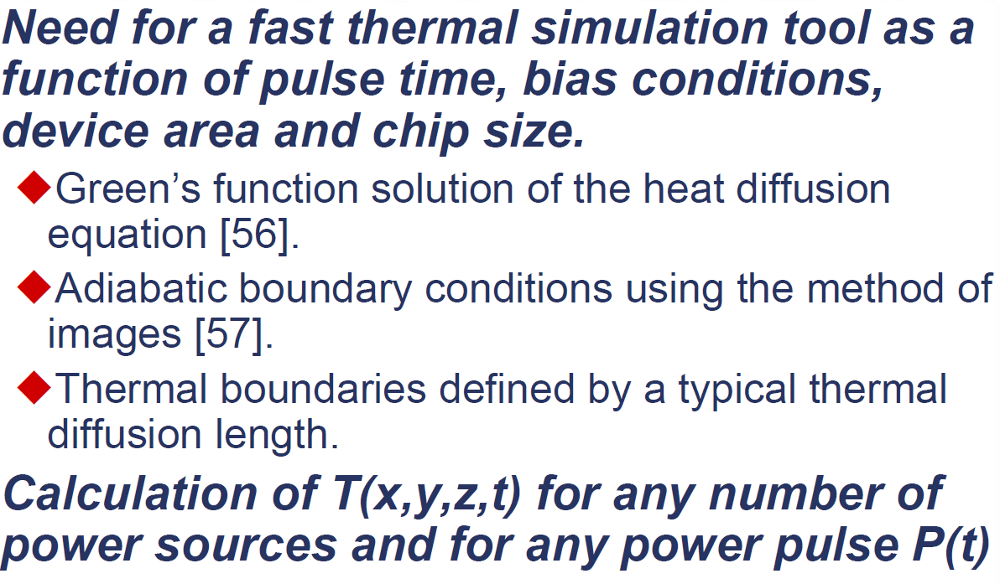 Need for a fast thermal simulation tool as a
function of pulse time, bias conditions,
device area and chip size.
◆Green’s function solution of the heat diffusion
equation [56].
◆Adiabatic boundary conditions using the method of
images [57].
◆Thermal boundaries defined by a typical thermal
diffusion length.
Calculation of T(x,y,z,t) for any number of
power sources and for any power pulse P(t)